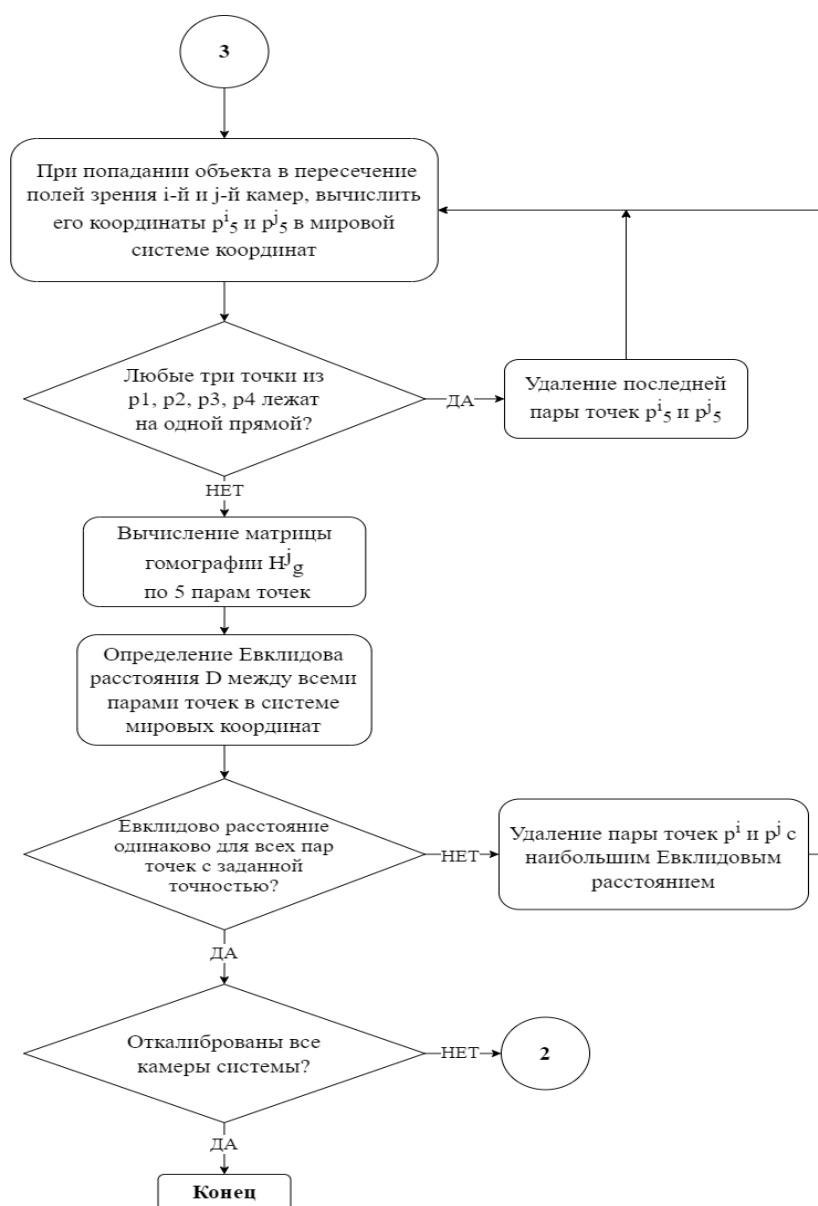 3
При попадании объекта в пересечение
полей зрения i-й и j-й камер, вычислить
его координаты pⁱ₅ и pʲ₅ в мировой
системе координат
Любые три точки из
p1, p2, p3, p4 лежат
на одной прямой?
ДА
Удаление последней
пары точек pⁱ₅ и pʲ₅
НЕТ
Вычисление матрицы
гомографии Hʲg
по 5 парам точек
Определение Евклидова
расстояния D между всеми
парами точек в системе
мировых координат
Евклидово расстояние
одинаково для всех пар
точек с заданной
точностью?
НЕТ
Удаление пары точек pⁱ и pʲ с
наибольшим Евклидовым
расстоянием
ДА
Откалиброваны все
камеры системы?
НЕТ
2
ДА
Конец